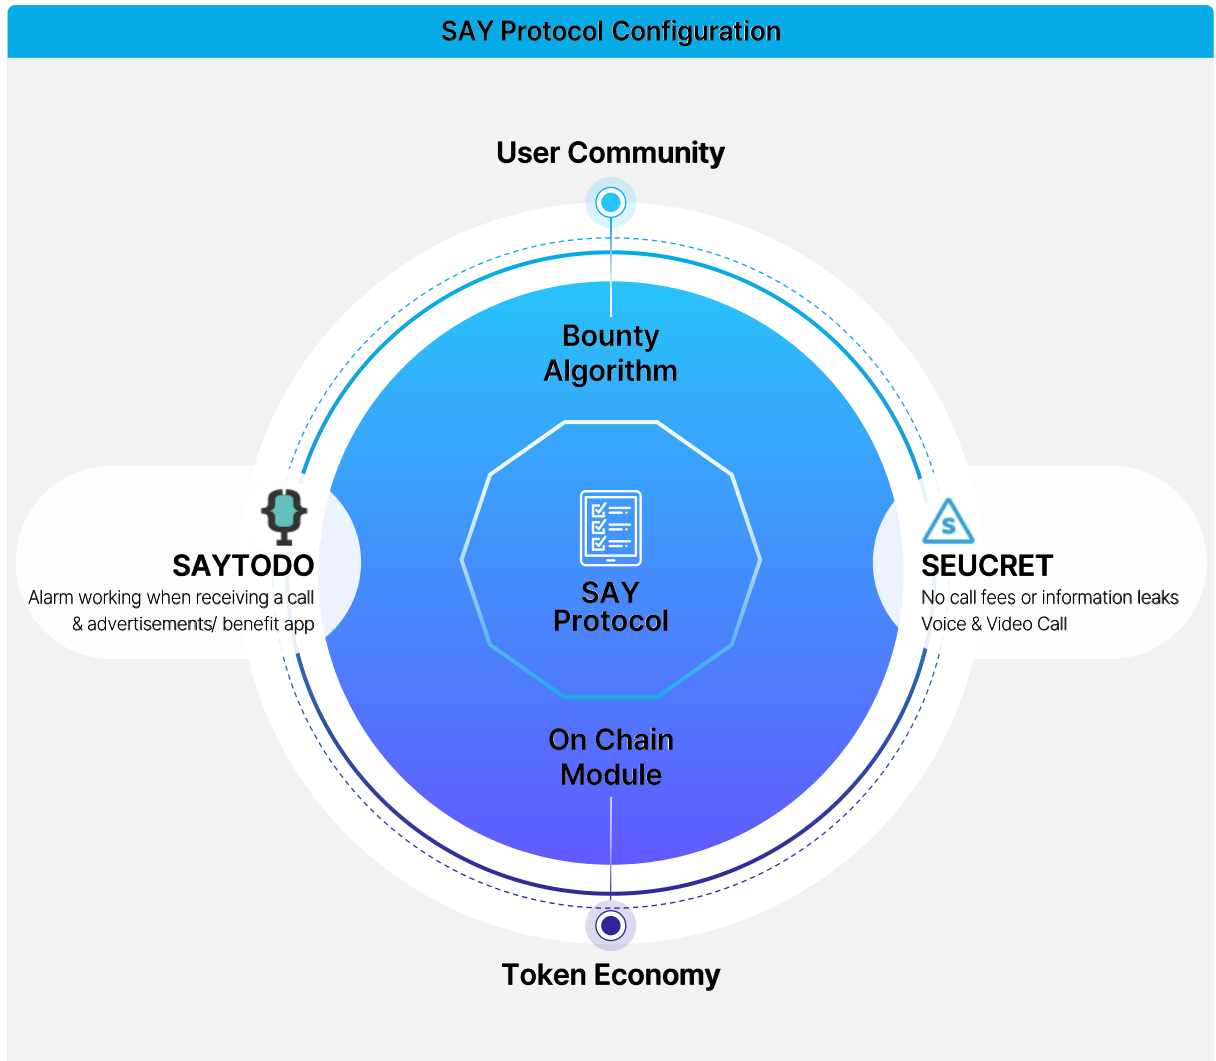 SAY Protocol Configuration
User Community
Bounty
Algorithm
SAYTODO
Alarm working when receiving a call
& advertisements/ benefit app
SAY
Protocol
S
SEUCRET
No call fees or information leaks
Voice & Video Call
On Chain
Module
Token Economy